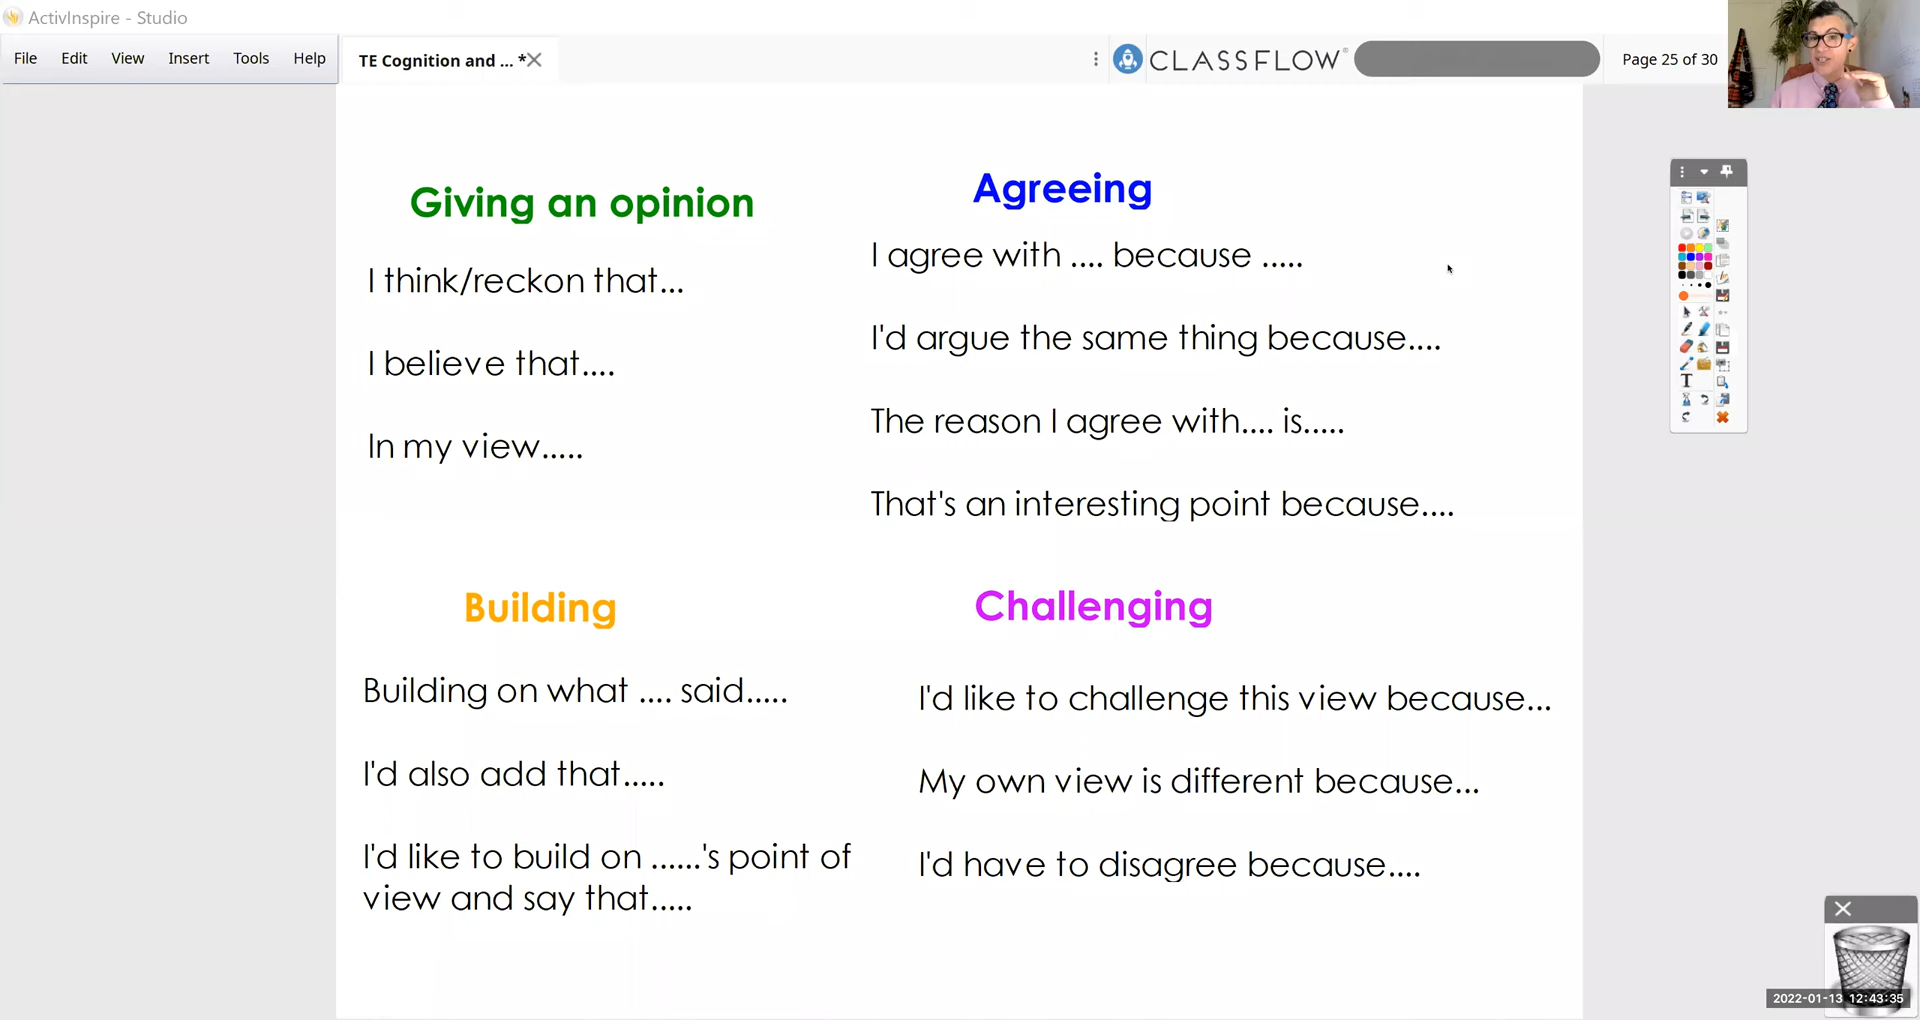 ActivInspire - Studio
File Edit View Insert Tools Help
TE Cognition and ... *
CLASSFLOW
Page 25 of 30
Giving an opinion
I think/reckon that...
I believe that....
In my view.....
Agreeing
I agree with .... because .....
I'd argue the same thing because....
The reason I agree with.... is.....
That's an interesting point because....
Building
Building on what .... said.....
I'd also add that.....
I'd like to build on ......'s point of
view and say that.....
Challenging
I'd like to challenge this view because...
My own view is different because...
I'd have to disagree because....
T
2022-01-13 12:43:35